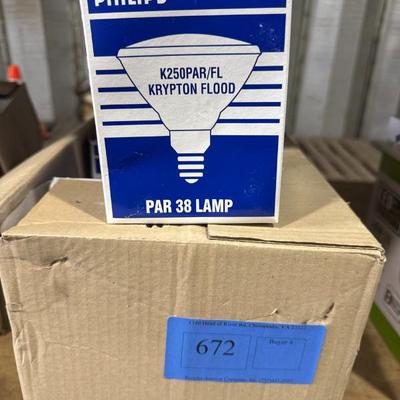 PHILIPS
K250PAR/FL
KRYPTON FLOOD
PAR 38 LAMP
672
Buyer #